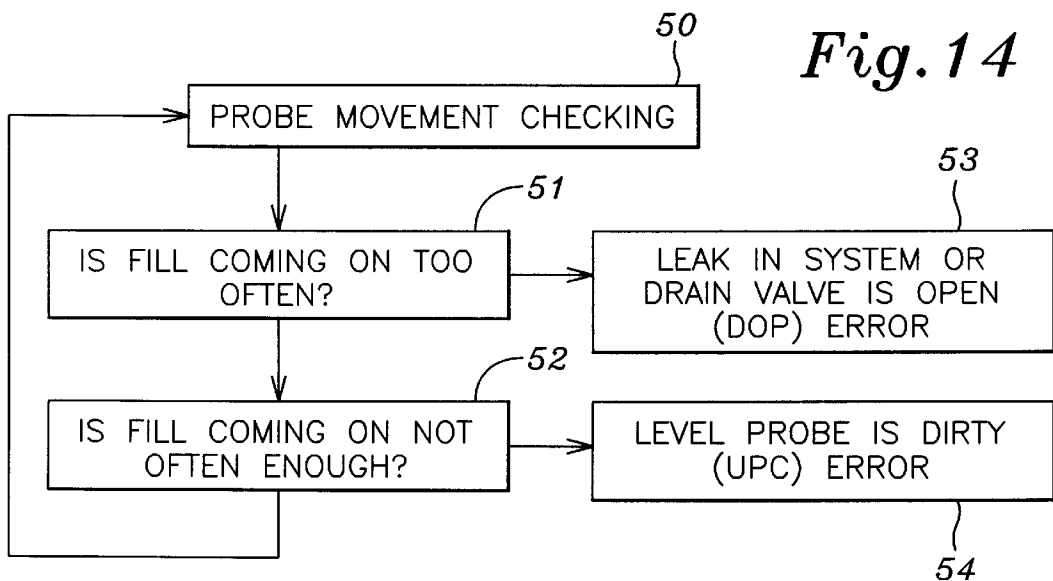 50
Fig. 14
PROBE MOVEMENT CHECKING
51
IS FILL COMING ON TOO
OFTEN?
53
LEAK IN SYSTEM OR
DRAIN VALVE IS OPEN
(DOP) ERROR
52
IS FILL COMING ON NOT
OFTEN ENOUGH?
LEVEL PROBE IS DIRTY
(UPC) ERROR
54